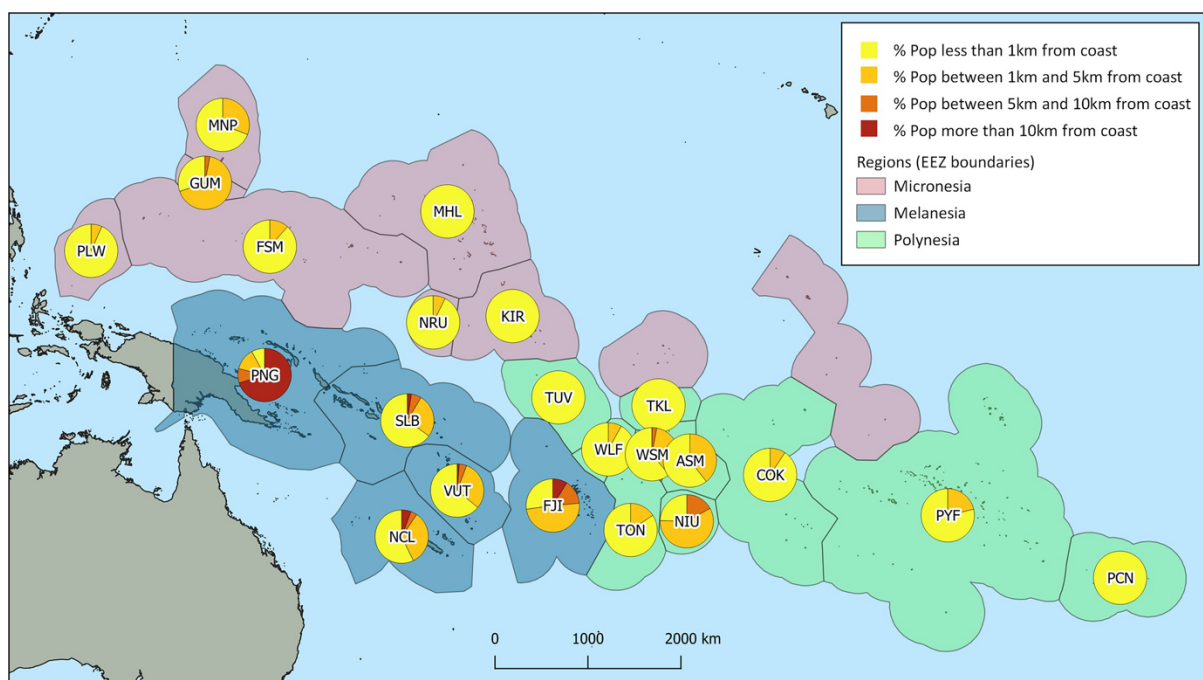 % Pop less than 1km from coast
% Pop between 1km and 5km from coast
% Pop between 5km and 10km from coast
% Pop more than 10km from coast
Regions (EEZ boundaries)
Micronesia
Melanesia
Polynesia
MNP
GUM
MHL
PLW
FSM
NRU
KIR
PNG
TUV
TKL
SLB
WLF
WSM
ASM
COK
VUT
FJI
NIU
PYF
NCL
TON
PCN
0 1000 2000 km